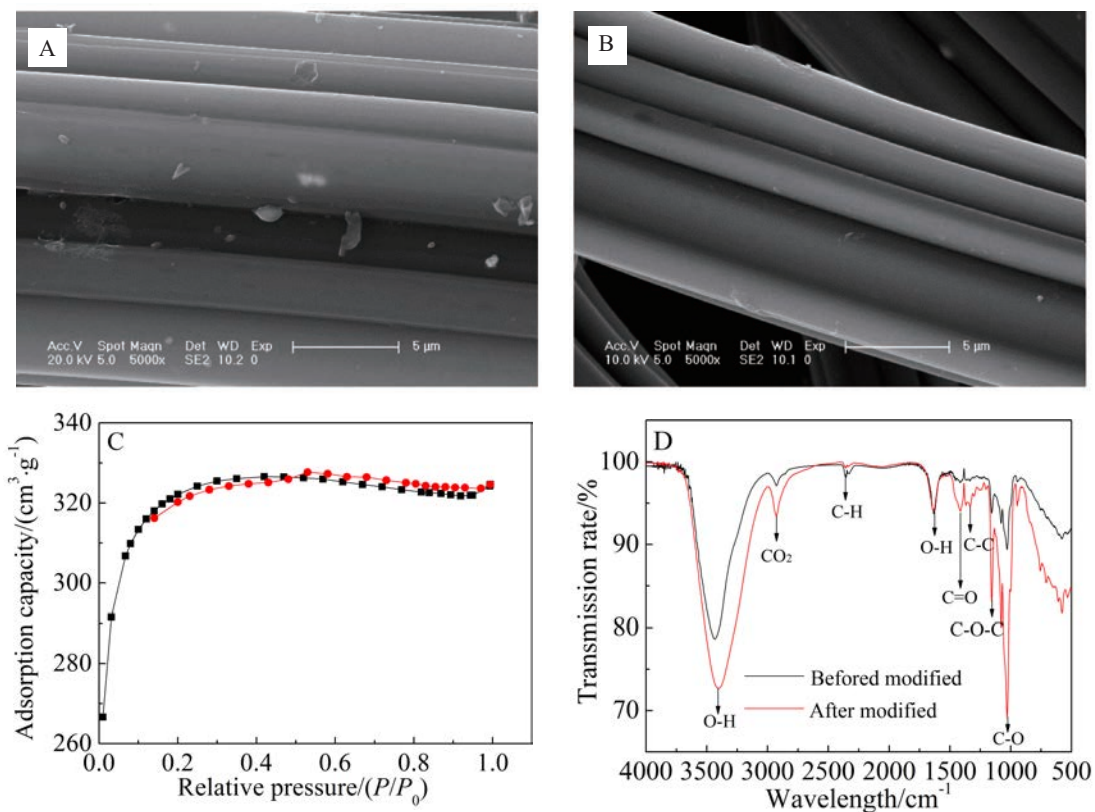 A
Acc.V Spot Magn Det WD Exp
20.0 kV 5.0 5000x SE2 10.2 0
5 μm
B
Acc.V Spot Magn Det WD Exp
10.0 kV 5.0 5000x SE2 10.1 0
5 μm
C
Adsorption capacity/(cm³·g⁻¹)
340
320
300
280
260
0.0 0.2 0.4 0.6 0.8 1.0
Relative pressure/(P/P₀)
D
Transmission rate/%
100
90
80
70
C-H
CO₂
O-H
C-C
C=O
C-O-C
Befored modified
After modified
O-H
C-O
4000 3500 3000 2500 2000 1500 1000 500
Wavelength/cm⁻¹